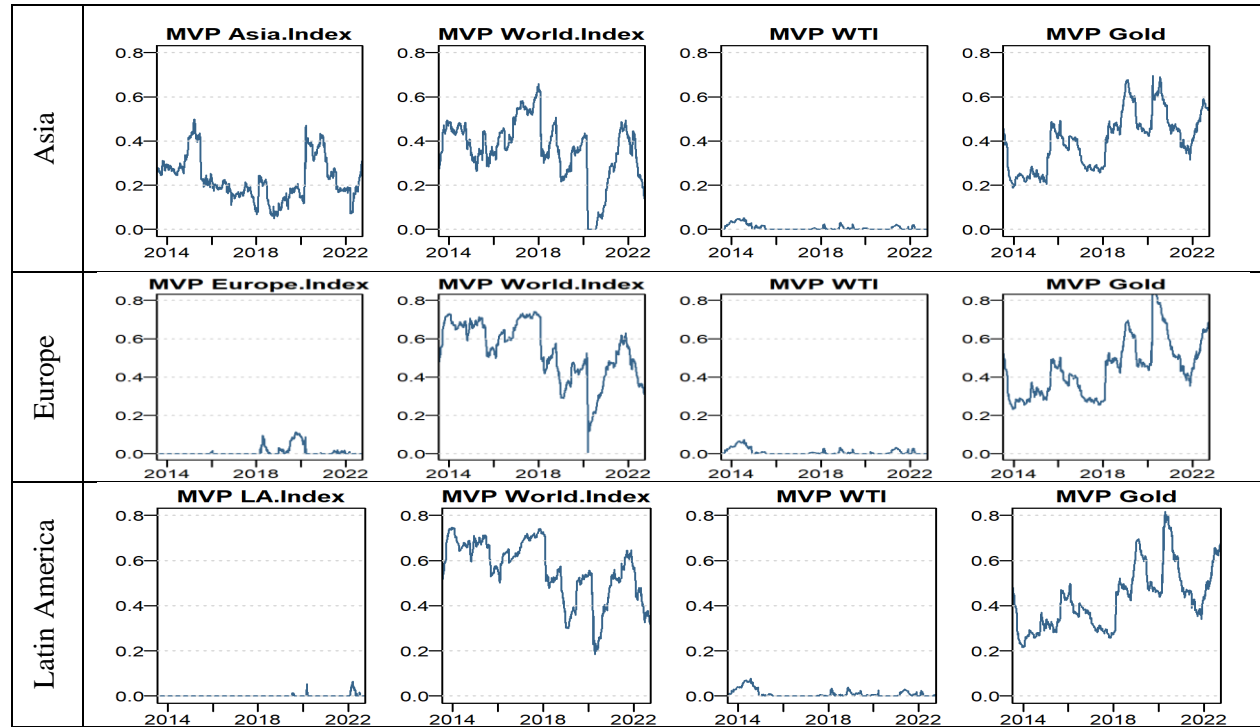 Asia
MVP Asia.Index MVP World.Index MVP WTI MVP Gold
0.8 0.8 0.8 0.8
0.6 0.6 0.6 0.6
0.4 0.4 0.4 0.4
0.2 0.2 0.2 0.2
0.0 0.0 0.0 0.0
2014 2018 2022 2014 2018 2022 2014 2018 2022 2014 2018 2022
Europe
MVP Europe.Index MVP World.Index MVP WTI MVP Gold
0.8 0.8 0.8 0.8
0.6 0.6 0.6 0.6
0.4 0.4 0.4 0.4
0.2 0.2 0.2 0.2
0.0 0.0 0.0 0.0
2014 2018 2022 2014 2018 2022 2014 2018 2022 2014 2018 2022
Latin America
MVP LA.Index MVP World.Index MVP WTI MVP Gold
0.8 0.8 0.8 0.8
0.6 0.6 0.6 0.6
0.4 0.4 0.4 0.4
0.2 0.2 0.2 0.2
0.0 0.0 0.0 0.0
2014 2018 2022 2014 2018 2022 2014 2018 2022 2014 2018 2022